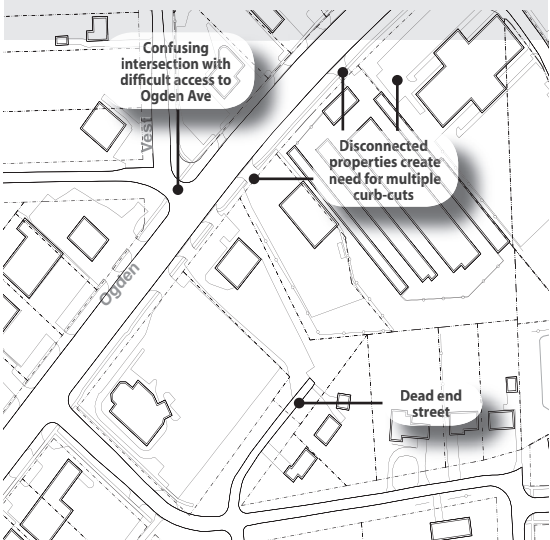 Confusing
intersection with
difficult access to
Ogden Ave
Vest
Disconnected
properties create
need for multiple
curb-cuts
Ogden
Dead end
street